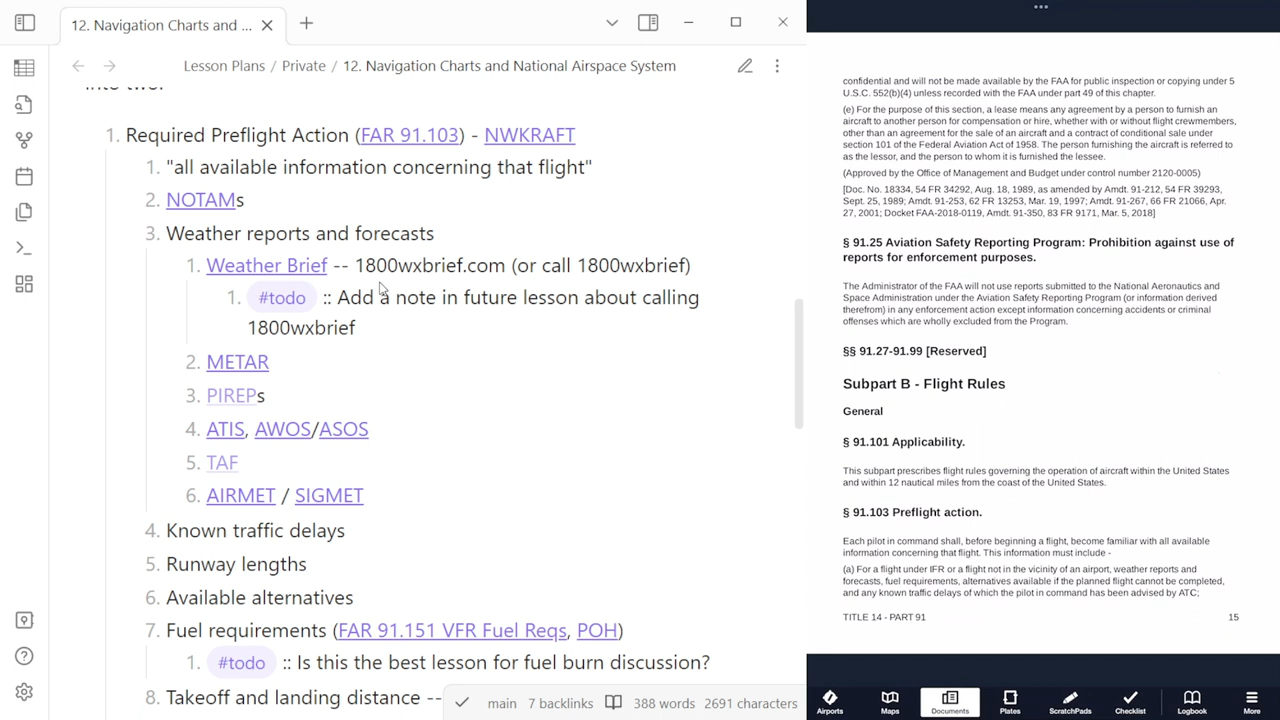 12. Navigation Charts and ...
Lesson Plans / Private / 12. Navigation Charts and National Airspace System
into two:
1. Required Preflight Action (FAR 91.103) - NWKRAFT
1. "all available information concerning that flight"
2. NOTAMs
3. Weather reports and forecasts
1. Weather Brief -- 1800wxbrief.com (or call 1800wxbrief)
1. #todo :: Add a note in future lesson about calling
1800wxbrief
2. METAR
3. PIREPs
4. ATIS, AWOS/ASOS
5. TAF
6. AIRMET / SIGMET
4. Known traffic delays
5. Runway lengths
6. Available alternatives
7. Fuel requirements (FAR 91.151 VFR Fuel Reqs, POH)
1. #todo :: Is this the best lesson for fuel burn discussion?
8. Takeoff and landing distance --
main 7 backlinks 388 words 2691 characters
confidential and will not be made available by the FAA for public inspection or copying under 5
U.S.C. 552(b)(4) unless recorded with the FAA under part 49 of this chapter.
(e) For the purpose of this section, a lease means any agreement by a person to furnish an
aircraft to another person for compensation or hire, whether with or without flight crewmembers,
other than an agreement for the sale of an aircraft and a contract of conditional sale under
section 101 of the Federal Aviation Act of 1958. The person furnishing the aircraft is referred to
as the lessor, and the person to whom it is furnished the lessee.
(Approved by the Office of Management and Budget under control number 2120-0005)
[Doc. No. 18334, 54 FR 34292, Aug. 18, 1989, as amended by Amdt. 91-212, 54 FR 39293,
Sept. 25, 1989; Amdt. 91-253, 62 FR 13253, Mar. 19, 1997; Amdt. 91-267, 66 FR 21066, Apr.
27, 2001; Docket FAA-2018-0119, Amdt. 91-350, 83 FR 9171, Mar. 5, 2018]
§ 91.25 Aviation Safety Reporting Program: Prohibition against use of
reports for enforcement purposes.
The Administrator of the FAA will not use reports submitted to the National Aeronautics and
Space Administration under the Aviation Safety Reporting Program (or information derived
therefrom) in any enforcement action except information concerning accidents or criminal
offenses which are wholly excluded from the Program.
§§ 91.27-91.99 [Reserved]
Subpart B - Flight Rules
General
§ 91.101 Applicability.
This subpart prescribes flight rules governing the operation of aircraft within the United States
and within 12 nautical miles from the coast of the United States.
§ 91.103 Preflight action.
Each pilot in command shall, before beginning a flight, become familiar with all available
information concerning that flight. This information must include -
(a) For a flight under IFR or a flight not in the vicinity of an airport, weather reports and
forecasts, fuel requirements, alternatives available if the planned flight cannot be completed,
and any known traffic delays of which the pilot in command has been advised by ATC;
TITLE 14 - PART 91 15
Airports Maps Documents Plates ScratchPads Checklist Logbook More